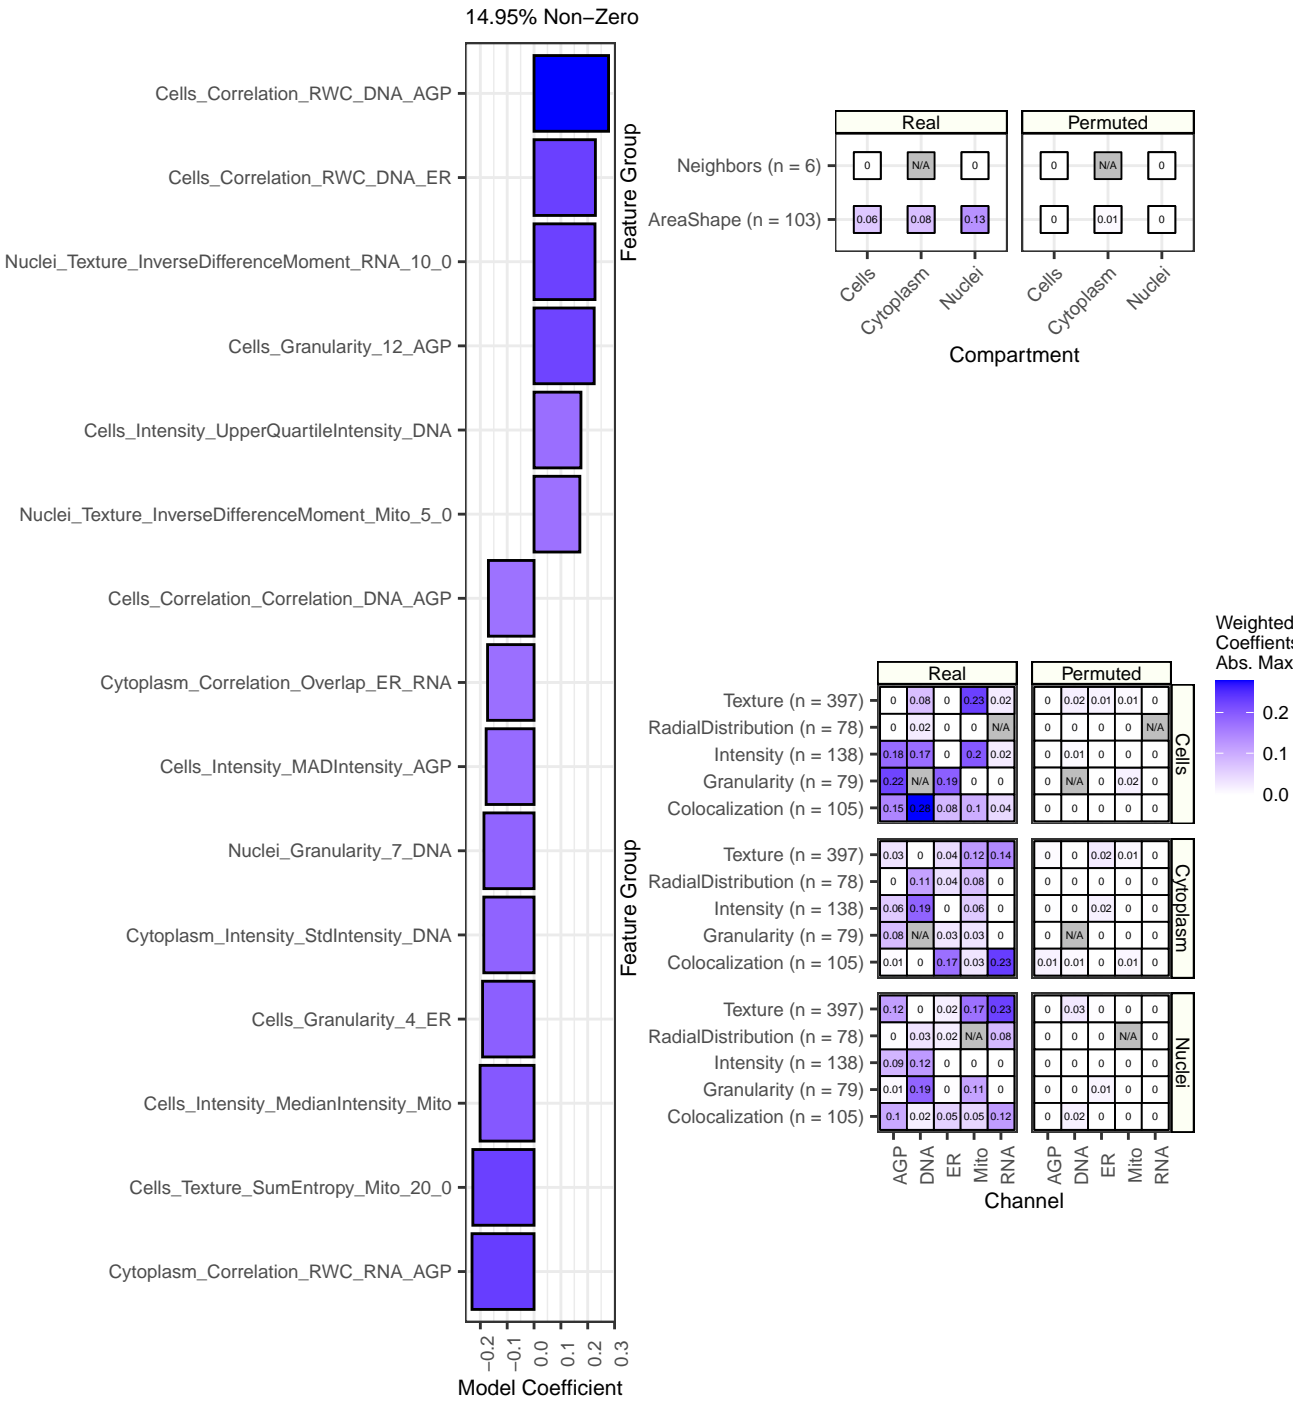 14.95% Non−Zero
Cells_Correlation_RWC_DNA_AGP
Cells_Correlation_RWC_DNA_ER
Nuclei_Texture_InverseDifferenceMoment_RNA_10_0
Cells_Granularity_12_AGP
Cells_Intensity_UpperQuartileIntensity_DNA
Nuclei_Texture_InverseDifferenceMoment_Mito_5_0
Cells_Correlation_Correlation_DNA_AGP
Cytoplasm_Correlation_Overlap_ER_RNA
Cells_Intensity_MADIntensity_AGP
Nuclei_Granularity_7_DNA
Cytoplasm_Intensity_StdIntensity_DNA
Cells_Granularity_4_ER
Cells_Intensity_MedianIntensity_Mito
Cells_Texture_SumEntropy_Mito_20_0
Cytoplasm_Correlation_RWC_RNA_AGP
−0.2 −0.1 0.0 0.1 0.2 0.3
Model Coefficient
Feature Group
Real Permuted
Neighbors (n = 6) 0 N/A 0 0 N/A 0
AreaShape (n = 103) 0.06 0.08 0.13 0 0.01 0
Cells Cytoplasm Nuclei Cells Cytoplasm Nuclei
Compartment
Feature Group
Real Permuted
Texture (n = 397) 0 0.08 0 0.23 0.02 0 0.02 0.01 0.01 0
RadialDistribution (n = 78) 0 0.02 0 0 N/A 0 0 0 0 N/A
Intensity (n = 138) 0.18 0.17 0 0.2 0.02 0 0.01 0 0 0
Granularity (n = 79) 0.22 N/A 0.19 0 0 0 N/A 0 0.02 0
Colocalization (n = 105) 0.15 0.28 0.08 0.1 0.04 0 0 0 0 0
Cells
Texture (n = 397) 0.03 0 0.04 0.12 0.14 0 0 0.02 0.01 0
RadialDistribution (n = 78) 0 0.11 0.04 0.08 0 0 0 0 0 0
Intensity (n = 138) 0.06 0.19 0 0.06 0 0 0 0.02 0 0
Granularity (n = 79) 0.08 N/A 0.03 0.03 0 0 N/A 0 0 0
Colocalization (n = 105) 0.01 0 0.17 0.03 0.23 0.01 0.01 0 0.01 0
Cytoplasm
Texture (n = 397) 0.12 0 0.02 0.17 0.23 0 0.03 0 0 0
RadialDistribution (n = 78) 0 0.03 0.02 N/A 0.08 0 0 0 N/A 0
Intensity (n = 138) 0.09 0.12 0 0 0 0 0 0 0 0
Granularity (n = 79) 0.01 0.19 0 0.11 0 0 0 0.01 0 0
Colocalization (n = 105) 0.1 0.02 0.05 0.05 0.12 0 0.02 0 0 0
Nuclei
AGP DNA ER Mito RNA AGP DNA ER Mito RNA
Channel
Weighted
Coeffients
Abs. Max
0.2
0.1
0.0